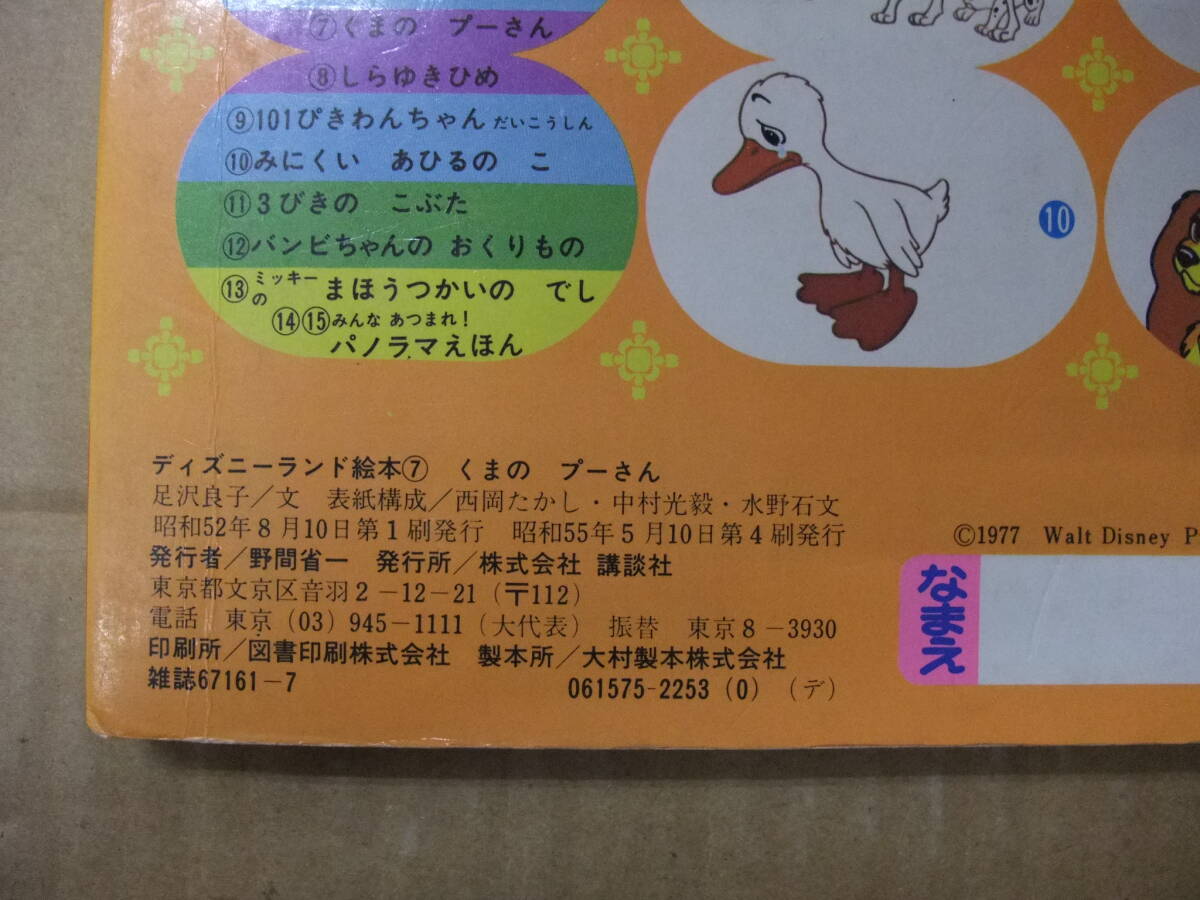 ⑦くまの プーさん
⑧しらゆきひめ
⑨101ぴきわんちゃん だいこうしん
⑩みにくい あひるの こ
⑪3びきの こぶた
⑫バンビちゃんの おくりもの
⑬ミッキーの まほうつかいの でし
⑭⑮みんな あつまれ!
パノラマえほん
10
ディズニーランド絵本⑦ くまの プーさん
足沢良子/文 表紙構成/西岡たかし・中村光毅・水野石文
昭和52年8月10日第1刷発行 昭和55年5月10日第4刷発行
発行者/野間省一 発行所/株式会社 講談社
東京都文京区音羽2-12-21(〒112)
電話 東京(03)945-1111(大代表) 振替 東京8-3930
印刷所/図書印刷株式会社 製本所/大村製本株式会社
雑誌67161-7 061575-2253(0)(デ)
©1977 Walt Disney P
なまえ